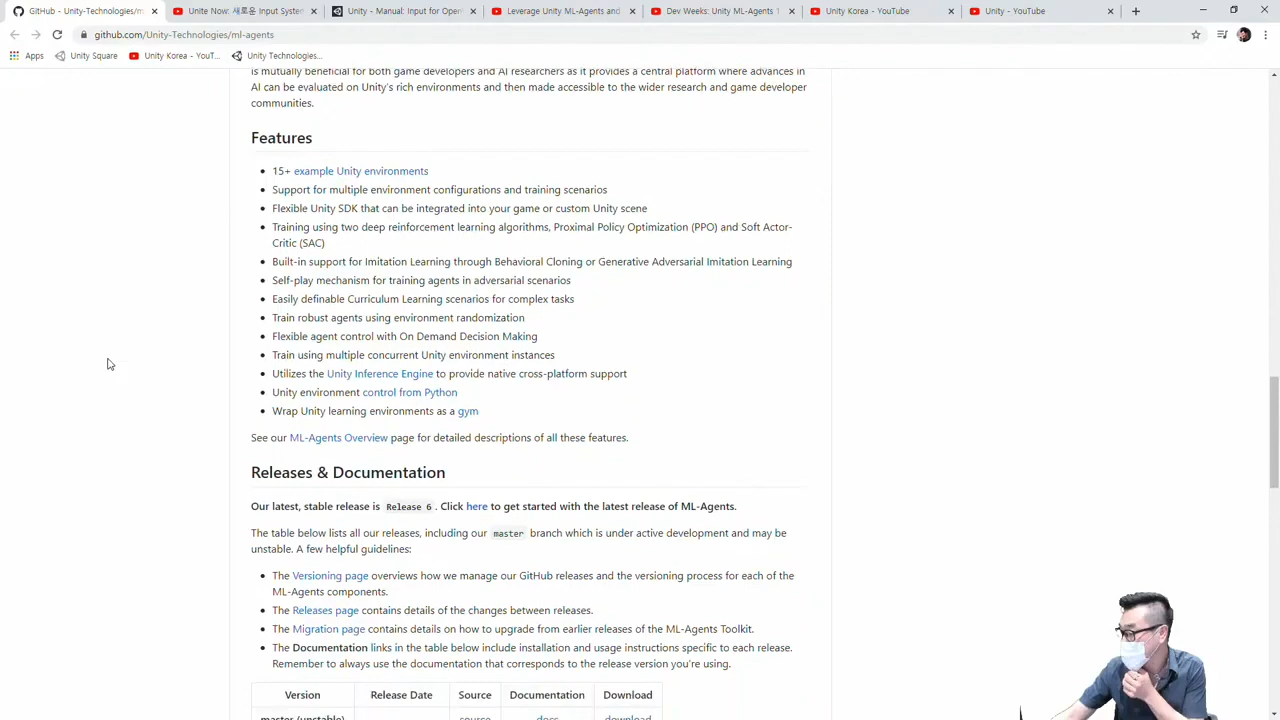 GitHub - Unity-Technologies/m
Unite Now: 새로운 Input System
Unity - Manual: Input for Open
Leverage Unity ML-Agents and
Dev Weeks: Unity ML-Agents 1
Unity Korea - YouTube
Unity - YouTube
github.com/Unity-Technologies/ml-agents
Apps
Unity Square
Unity Korea - YouT...
Unity Technologies...
is mutually beneficial for both game developers and AI researchers as it provides a central platform where advances in
AI can be evaluated on Unity's rich environments and then made accessible to the wider research and game developer
communities.
Features
• 15+ example Unity environments
• Support for multiple environment configurations and training scenarios
• Flexible Unity SDK that can be integrated into your game or custom Unity scene
• Training using two deep reinforcement learning algorithms, Proximal Policy Optimization (PPO) and Soft Actor-
Critic (SAC)
• Built-in support for Imitation Learning through Behavioral Cloning or Generative Adversarial Imitation Learning
• Self-play mechanism for training agents in adversarial scenarios
• Easily definable Curriculum Learning scenarios for complex tasks
• Train robust agents using environment randomization
• Flexible agent control with On Demand Decision Making
• Train using multiple concurrent Unity environment instances
• Utilizes the Unity Inference Engine to provide native cross-platform support
• Unity environment control from Python
• Wrap Unity learning environments as a gym
See our ML-Agents Overview page for detailed descriptions of all these features.
Releases & Documentation
Our latest, stable release is Release 6. Click here to get started with the latest release of ML-Agents.
The table below lists all our releases, including our master branch which is under active development and may be
unstable. A few helpful guidelines:
• The Versioning page overviews how we manage our GitHub releases and the versioning process for each of the
ML-Agents components.
• The Releases page contains details of the changes between releases.
• The Migration page contains details on how to upgrade from earlier releases of the ML-Agents Toolkit.
• The Documentation links in the table below include installation and usage instructions specific to each release.
Remember to always use the documentation that corresponds to the release version you're using.
Version Release Date Source Documentation Download
master (unstable) source docs download